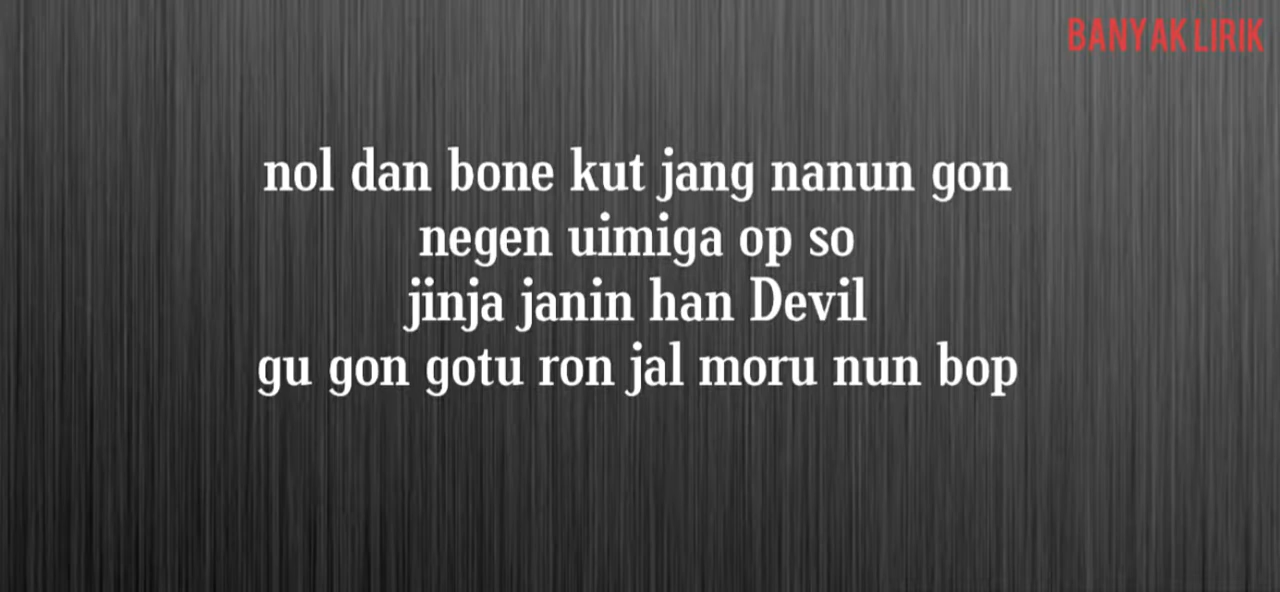 BANYAK LIRIK
nol dan bone kut jang nanun gon
negen uimiga op so
jinja janin han Devil
gu gon gotu ron jal moru nun bop